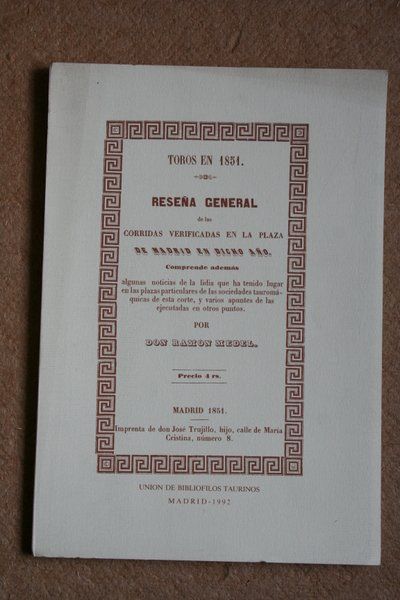 TOROS EN 1851.
RESEÑA GENERAL
de las
CORRIDAS VERIFICADAS EN LA PLAZA
DE MADRID EN DICHO AÑO.
Comprende además
algunas noticias de la lidia que ha tenido lugar
en las plazas particulares de las sociedades tauromá-
quicas de esta corte, y varios apuntes de las
ejecutadas en otros puntos.
POR
DON RAMON MEDEL.
Precio 4 rs.
MADRID 1851.
Imprenta de don José Trujillo, hijo, calle de María
Cristina, número 8.
UNION DE BIBLIOFILOS TAURINOS
MADRID-1992